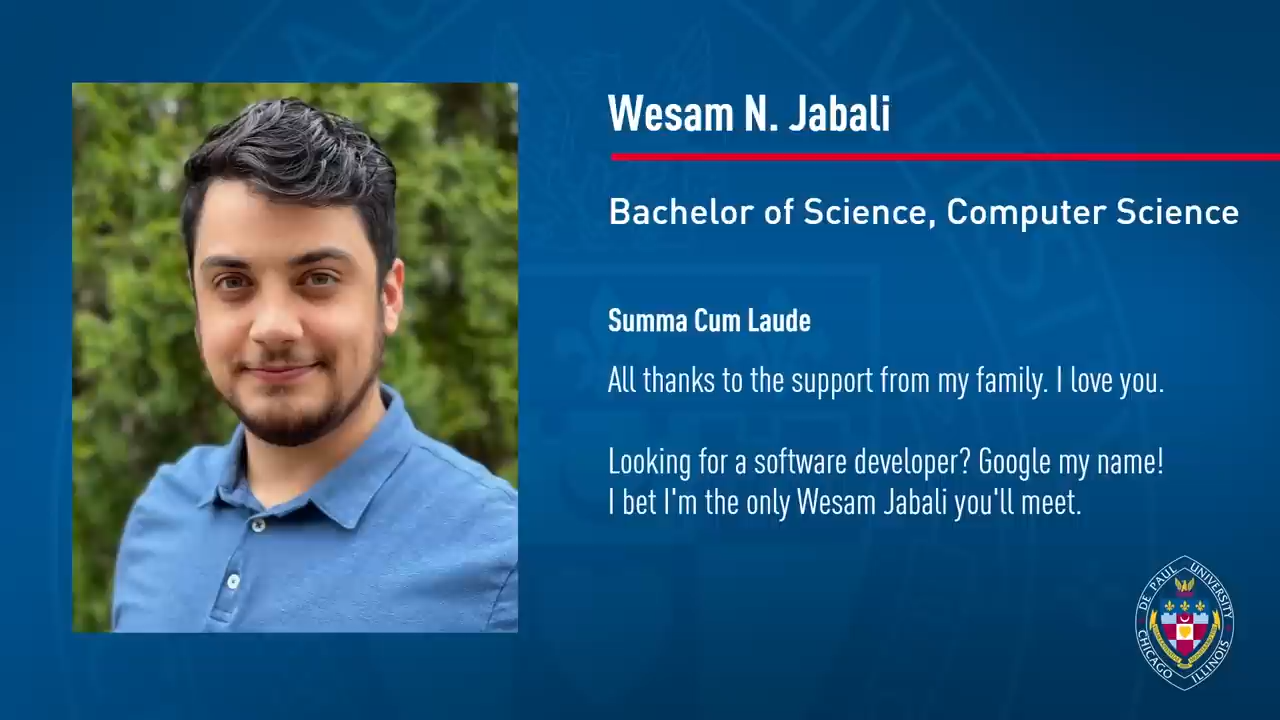 Wesam N. Jabali
Bachelor of Science, Computer Science
Summa Cum Laude
All thanks to the support from my family. I love you.
Looking for a software developer? Google my name!
I bet I'm the only Wesam Jabali you'll meet.
DE PAUL UNIVERSITY
CHICAGO ILLINOIS